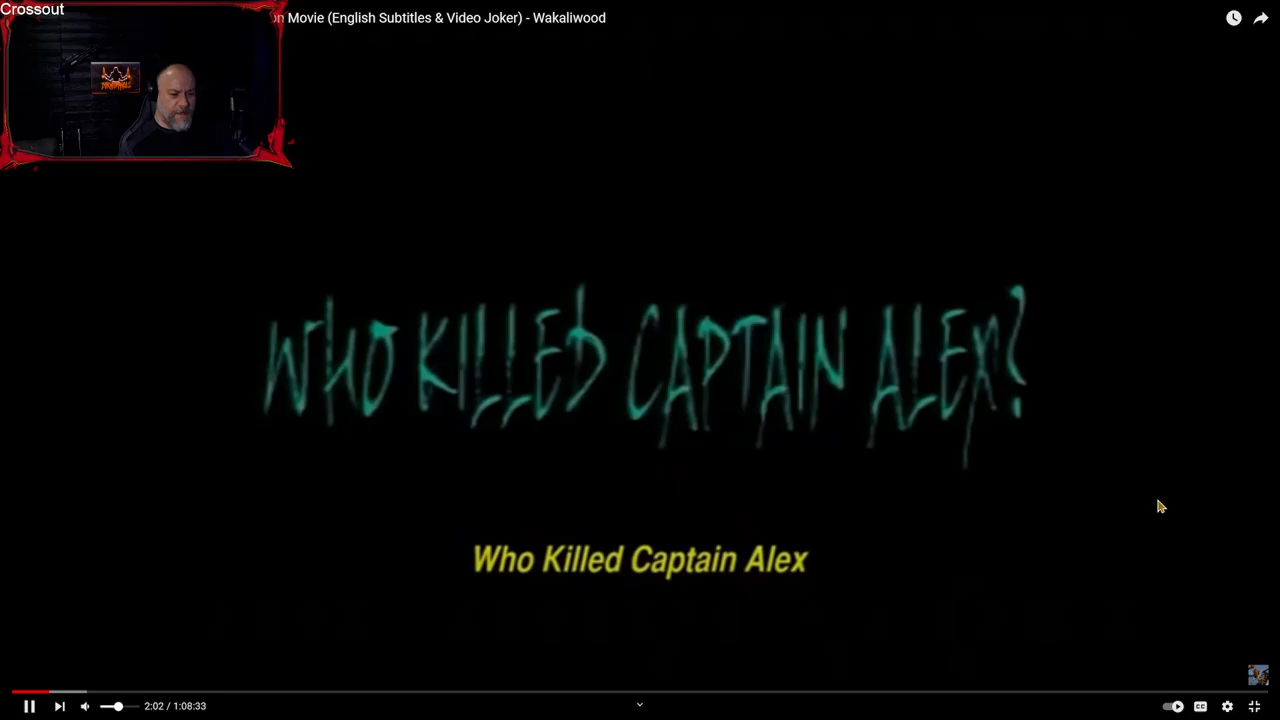 Crossout
on Movie (English Subtitles & Video Joker) - Wakaliwood
WHO KILLED CAPTAIN ALEX?
Who Killed Captain Alex
2:02 / 1:08:33